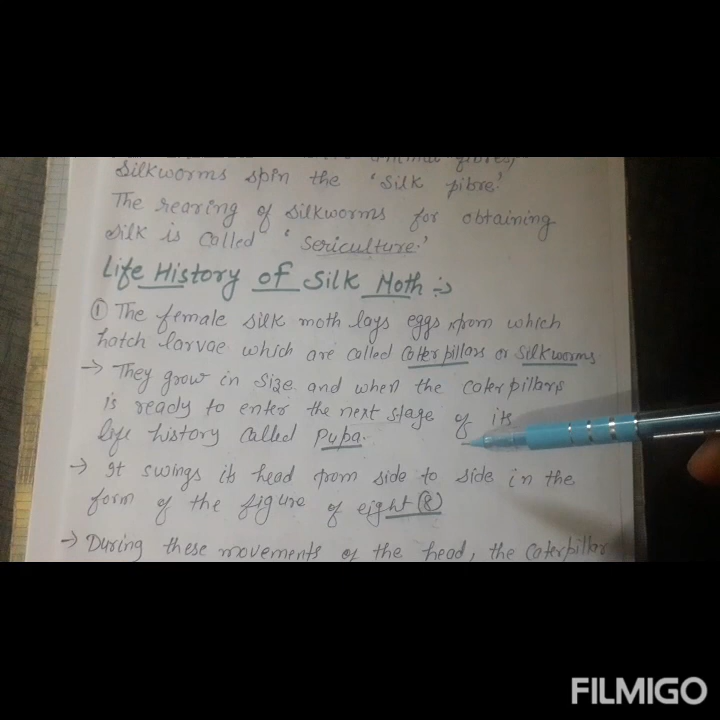 Silkworms spin the 'Silk pibre'.
The rearing of silkworms for obtaining
silk is called 'Sericulture.'
Life History of Silk Moth :-
① The female silk moth lays eggs from which
hatch larvae which are called Caterpillars or Silkworms
→ They grow in size and when the caterpillars
is ready to enter the next stage of its
life history called Pupa.
→ It swings its head from side to side in the
form of the figure of eight (8)
→ During these movements of the head, the caterpillar
FILMIGO